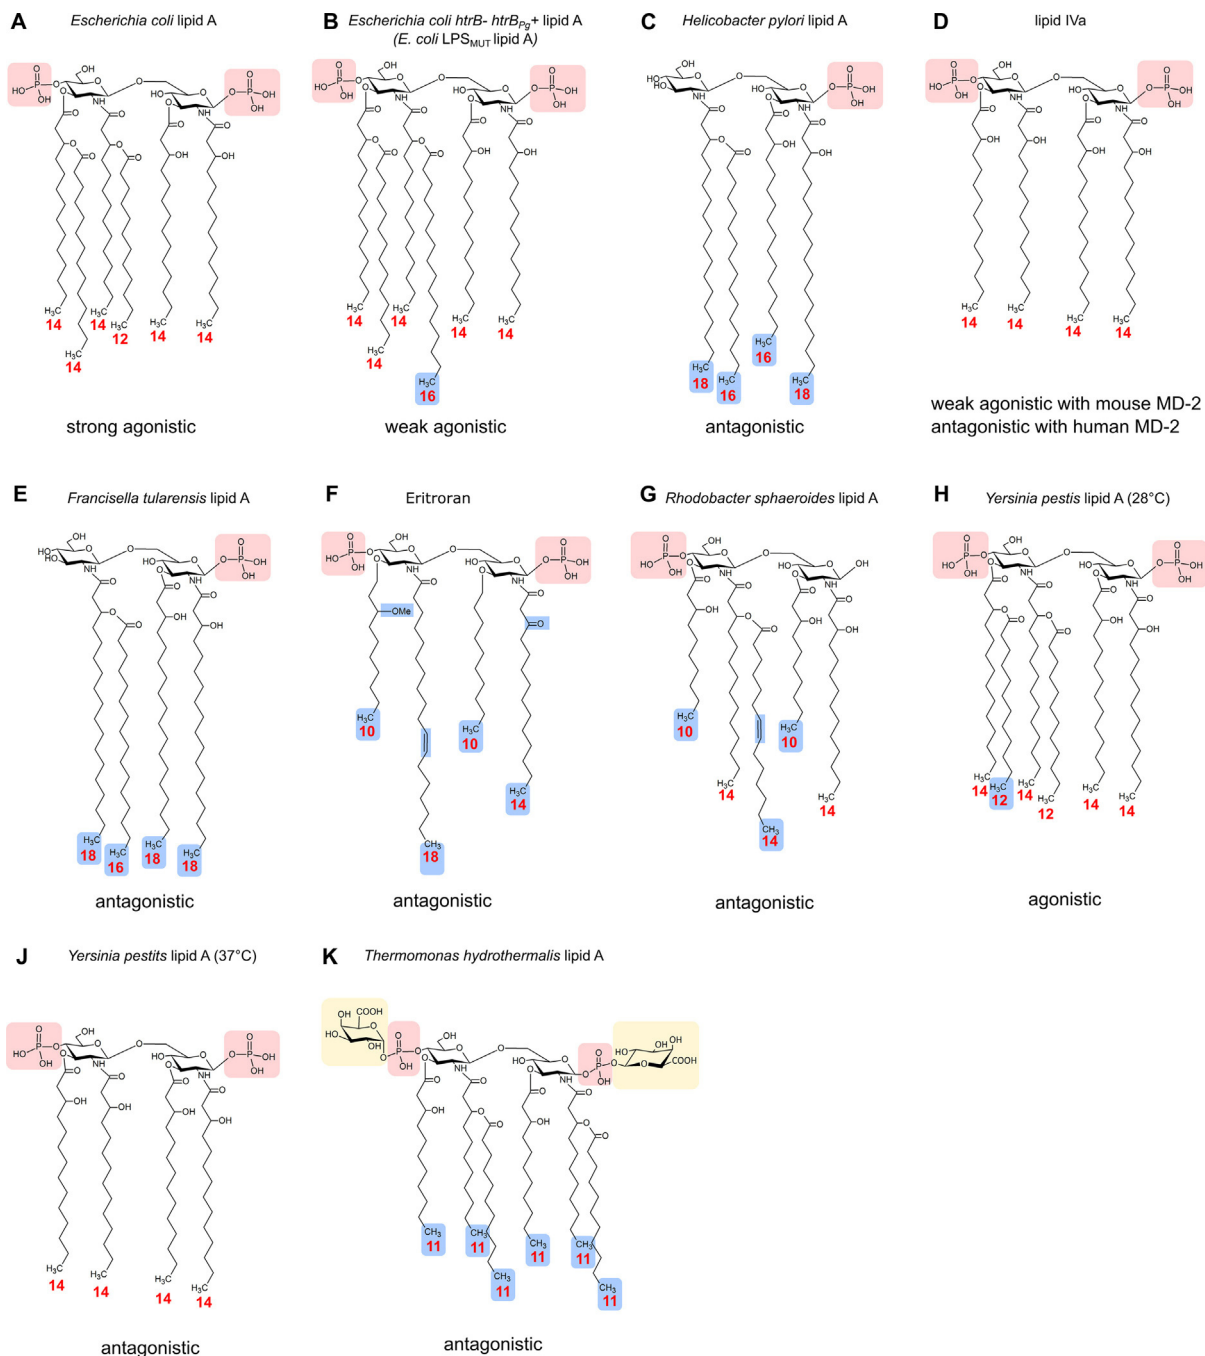 A Escherichia coli lipid A
B Escherichia coli htrB- htrBPg+ lipid A
(E. coli LPSMUT lipid A)
C Helicobacter pylori lipid A
D lipid IVa
14 14 14 12 14 14
14 14 14 16 14 14
18 16 16 18
14 14 14 14
strong agonistic
weak agonistic
antagonistic
weak agonistic with mouse MD-2
antagonistic with human MD-2
E Francisella tularensis lipid A
F Eritroran
G Rhodobacter sphaeroides lipid A
H Yersinia pestis lipid A (28°C)
18 16 18 18
OMe
10 18 10 14
10 14 14 10 14
14 12 14 12 14 14
antagonistic
antagonistic
antagonistic
agonistic
J Yersinia pestits lipid A (37°C)
K Thermomonas hydrothermalis lipid A
COOH
COOH
14 14 14 14
11 11 11 11 11 11
antagonistic
antagonistic